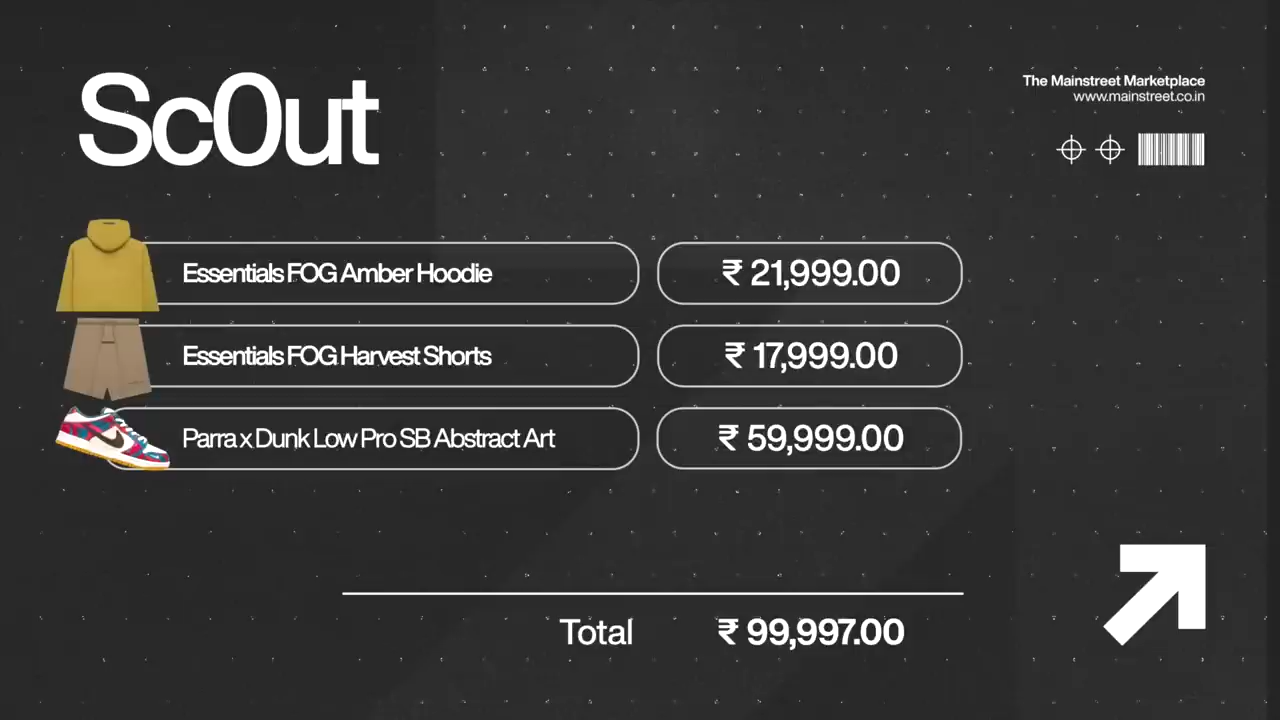 Sc0ut
The Mainstreet Marketplace
www.mainstreet.co.in
Essentials FOG Amber Hoodie ₹ 21,999.00
Essentials FOG Harvest Shorts ₹ 17,999.00
Parra x Dunk Low Pro SB Abstract Art ₹ 59,999.00
Total ₹ 99,997.00